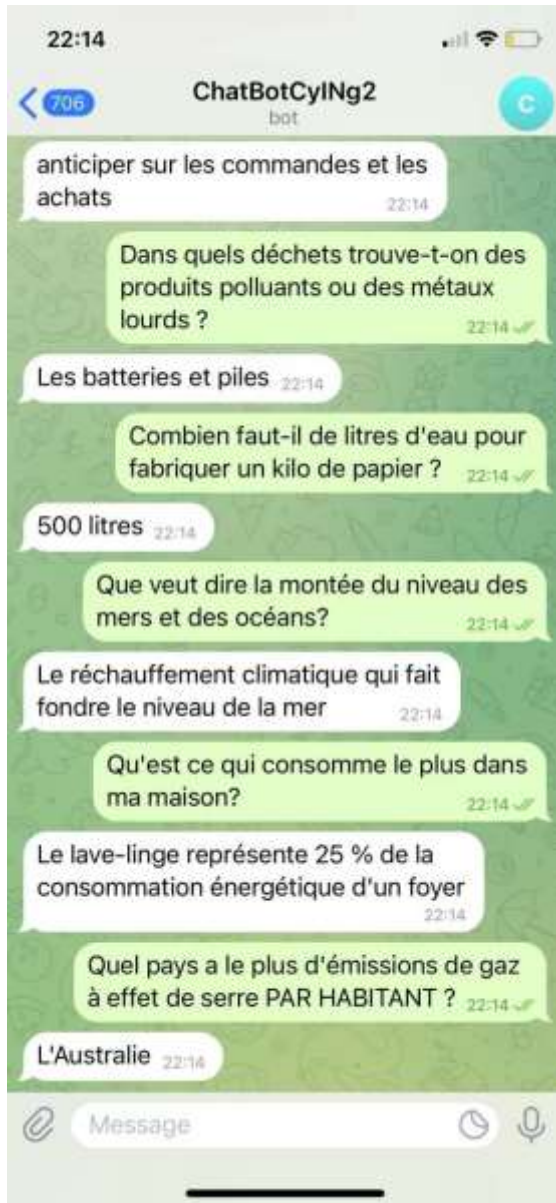 22:14
706
ChatBotCyINg2
C
bot
anticiper sur les commandes et les
achats
22:14
Dans quels déchets trouve-t-on des
produits polluants ou des métaux
lourds ?
22:14
Les batteries et piles 22:14
Combien faut-il de litres d'eau pour
fabriquer un kilo de papier ? 22:14
500 litres 22:14
Que veut dire la montée du niveau des
mers et des océans?
22:14
Le réchauffement climatique qui fait
fondre le niveau de la mer 22:14
Qu'est ce qui consomme le plus dans
ma maison?
22:14
Le lave-linge représente 25 % de la
consommation énergétique d'un foyer
22:14
Quel pays a le plus d'émissions de gaz
à effet de serre PAR HABITANT ? 22:14
L'Australie 22:14
Message